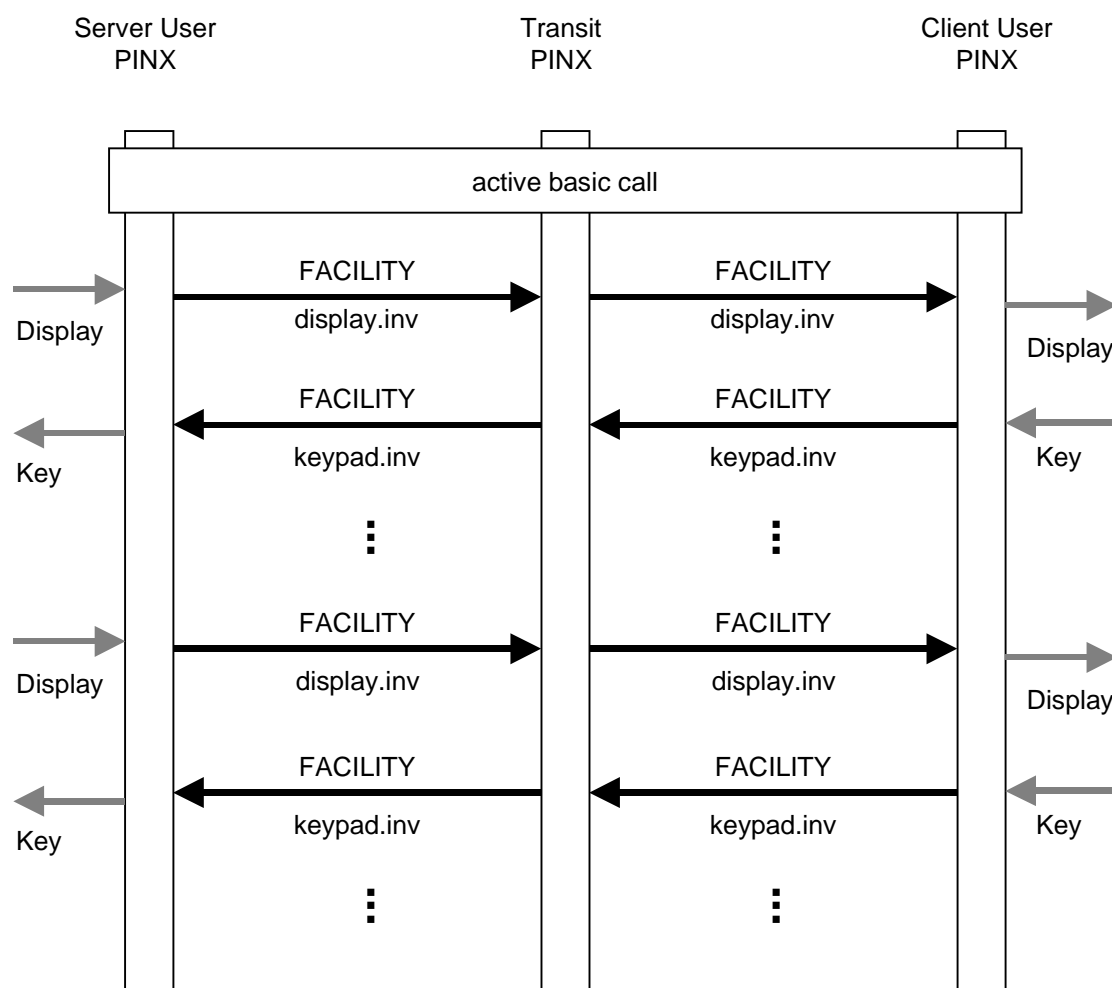 Server User
PINX
Transit
PINX
Client User
PINX
active basic call
FACILITY
FACILITY
Display
display.inv
display.inv
Display
FACILITY
FACILITY
Key
keypad.inv
keypad.inv
Key
FACILITY
FACILITY
Display
display.inv
display.inv
Display
FACILITY
FACILITY
Key
keypad.inv
keypad.inv
Key